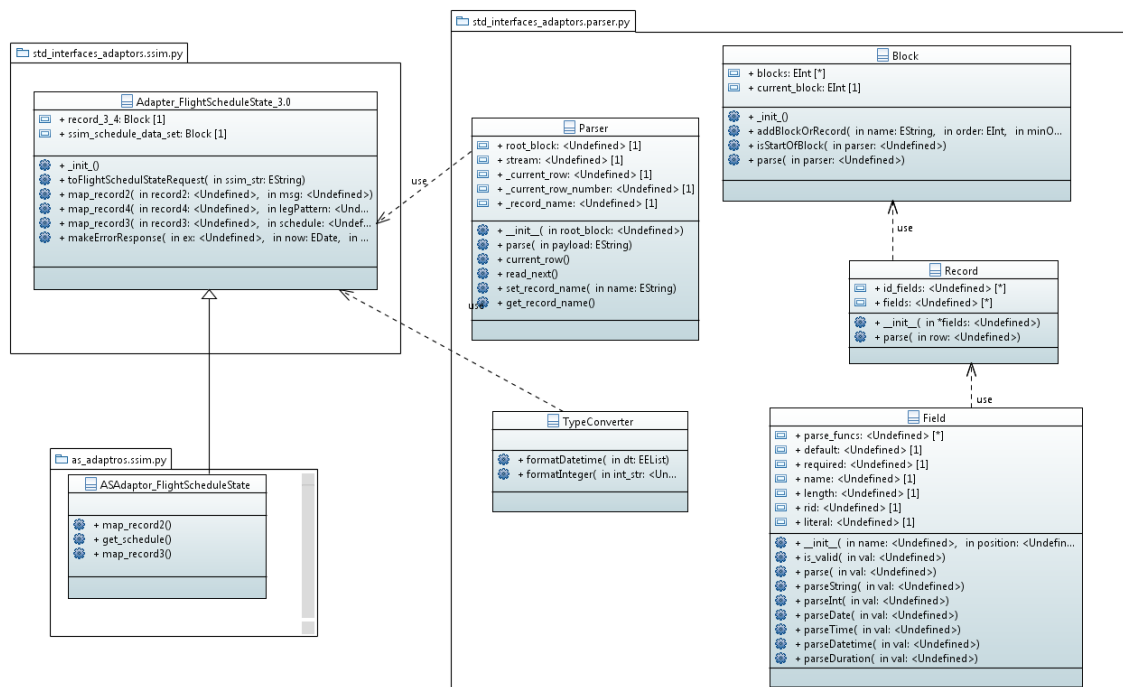 std_interfaces_adaptors.ssim.py
Adapter_FlightScheduleState_3.0
+ record_3_4: Block [1]
+ ssim_schedule_data_set: Block [1]
+ _init_()
+ toFlightSchedulStateRequest( in ssim_str: EString)
+ map_record2( in record2: <Undefined>, in msg: <Undefined>)
+ map_record4( in record4: <Undefined>, in legPattern: <Und...
+ map_record3( in record3: <Undefined>, in schedule: <Undef...
+ makeErrorResponse( in ex: <Undefined>, in now: EDate, in ...
as_adaptros.ssim.py
ASAdaptor_FlightScheduleState
+ map_record2()
+ get_schedule()
+ map_record3()
use
use
std_interfaces_adaptors.parser.py
Parser
+ root_block: <Undefined> [1]
+ stream: <Undefined> [1]
+ _current_row: <Undefined> [1]
+ _current_row_number: <Undefined> [1]
+ _record_name: <Undefined> [1]
+ __init__( in root_block: <Undefined>)
+ parse( in payload: EString)
+ current_row()
+ read_next()
+ set_record_name( in name: EString)
+ get_record_name()
TypeConverter
+ formatDatetime( in dt: EEList)
+ formatInteger( in int_str: <Un...
Block
+ blocks: EInt [*]
+ current_block: EInt [1]
+ _init_()
+ addBlockOrRecord( in name: EString, in order: EInt, in minO...
+ isStartOfBlock( in parser: <Undefined>)
+ parse( in parser: <Undefined>)
use
Record
+ id_fields: <Undefined> [*]
+ fields: <Undefined> [*]
+ __init__( in *fields: <Undefined>)
+ parse( in row: <Undefined>)
use
Field
+ parse_funcs: <Undefined> [*]
+ default: <Undefined> [1]
+ required: <Undefined> [1]
+ name: <Undefined> [1]
+ length: <Undefined> [1]
+ rid: <Undefined> [1]
+ literal: <Undefined> [1]
+ __init__( in name: <Undefined>, in position: <Undefin...
+ is_valid( in val: <Undefined>)
+ parse( in val: <Undefined>)
+ parseString( in val: <Undefined>)
+ parseInt( in val: <Undefined>)
+ parseDate( in val: <Undefined>)
+ parseTime( in val: <Undefined>)
+ parseDatetime( in val: <Undefined>)
+ parseDuration( in val: <Undefined>)